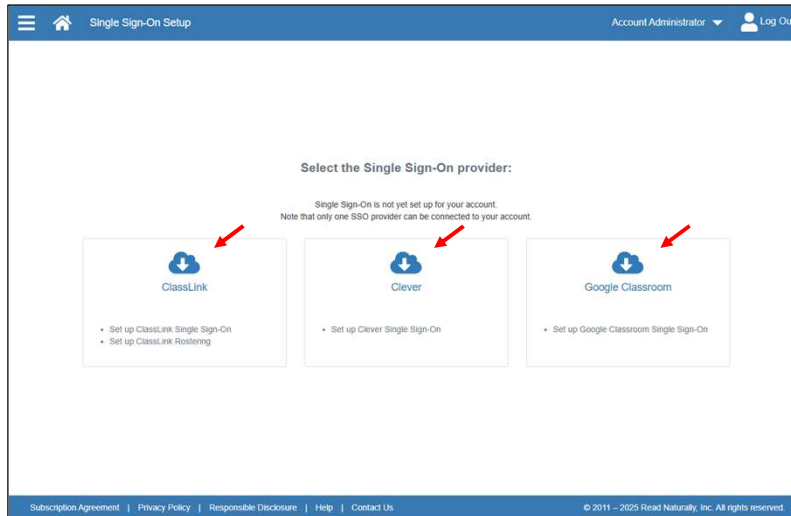 Single Sign-On Setup
Account Administrator
Log Ou
Select the Single Sign-On provider:
Single Sign-On is not yet set up for your account.
Note that only one SSO provider can be connected to your account.
ClassLink
• Set up ClassLink Single Sign-On
• Set up ClassLink Rostering
Clever
• Set up Clever Single Sign-On
Google Classroom
• Set up Google Classroom Single Sign-On
Subscription Agreement | Privacy Policy | Responsible Disclosure | Help | Contact Us
© 2011 – 2025 Read Naturally, Inc. All rights reserved.